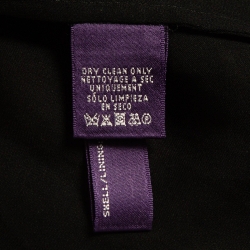 DRY CLEAN ONLY
NETTOYAGE A SEC
UNIQUEMENT
SÓLO LIMPIEZA
EN SECO
SHELL/LINING